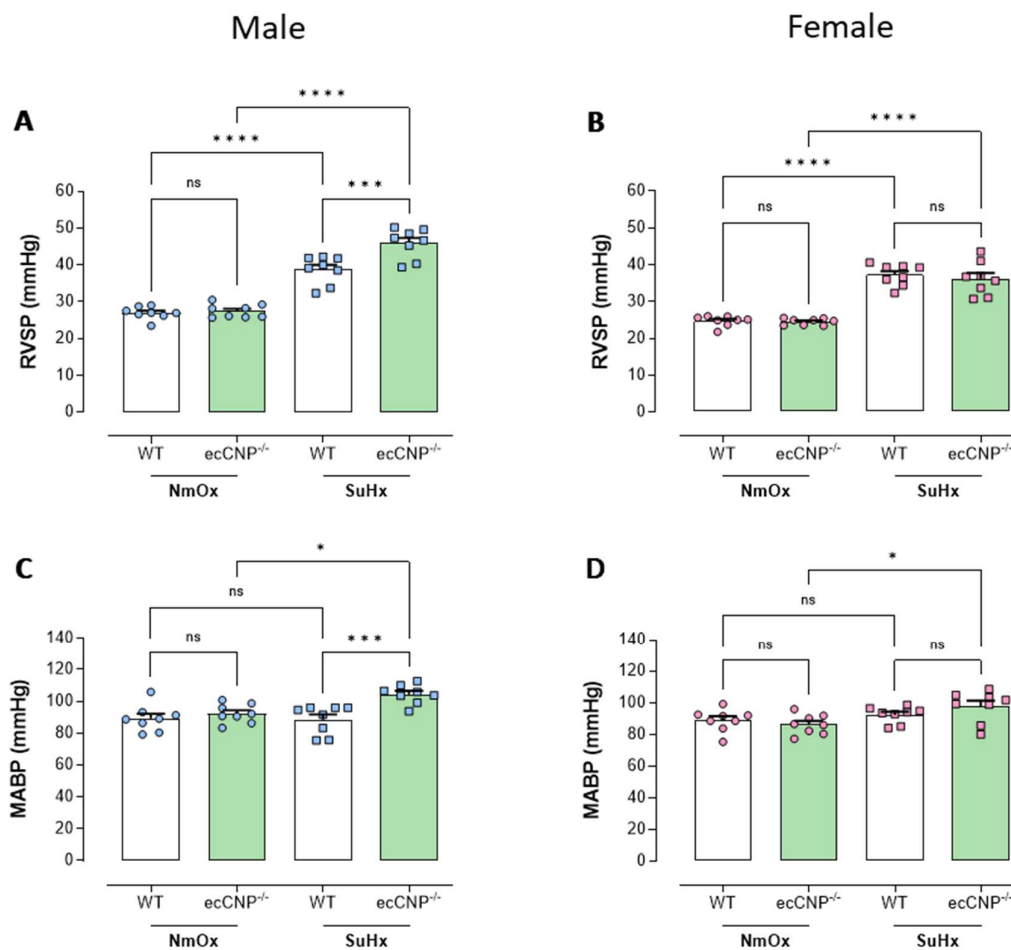 Male Female
A
B
* * * *
* * * *
ns
* * *
* * * *
* * * *
ns
ns
RVSP (mmHg)
60
50
40
30
20
10
0
RVSP (mmHg)
60
50
40
30
20
10
0
WT ecCNP-/- WT ecCNP-/-
NmOx SuHx
WT ecCNP-/- WT ecCNP-/-
NmOx SuHx
C
D
*
ns
ns
* * *
*
ns
ns
ns
MABP (mmHg)
140
120
100
80
60
40
20
0
MABP (mmHg)
140
120
100
80
60
40
20
0
WT ecCNP-/- WT ecCNP-/-
NmOx SuHx
WT ecCNP-/- WT ecCNP-/-
NmOx SuHx